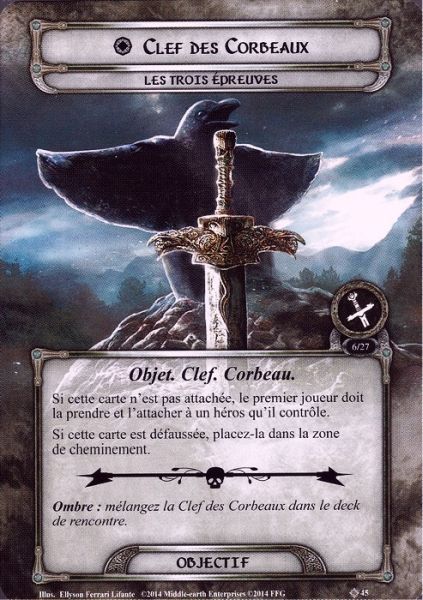 Clef des Corbeaux
Les Trois Épreuves
6/27
Objet. Clef. Corbeau.
Si cette carte n'est pas attachée, le premier joueur doit
la prendre et l'attacher à un héros qu'il contrôle.
Si cette carte est défaussée, placez-la dans la zone
de cheminement.
Ombre : mélangez la Clef des Corbeaux dans le deck
de rencontre.
OBJECTIF
Illus. Ellyson Ferrari Lifante ©2014 Middle-earth Enterprises ©2014 FFG 45